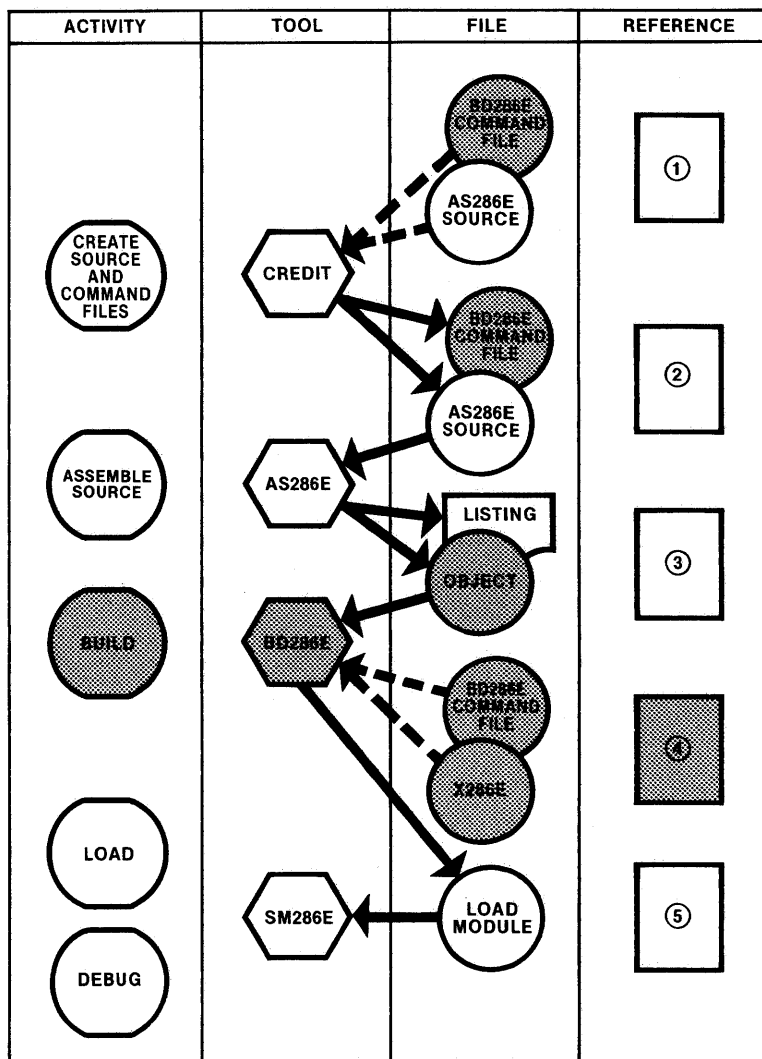 ACTIVITY
TOOL
FILE
REFERENCE
BD286E
COMMAND
FILE
1
AS286E
SOURCE
CREATE
SOURCE
AND
COMMAND
FILES
CREDIT
BD286E
COMMAND
FILE
2
AS286E
SOURCE
ASSEMBLE
SOURCE
AS286E
LISTING
3
OBJECT
BUILD
BD286E
BD286E
COMMAND
FILE
4
X286E
LOAD
SM286E
LOAD
MODULE
5
DEBUG